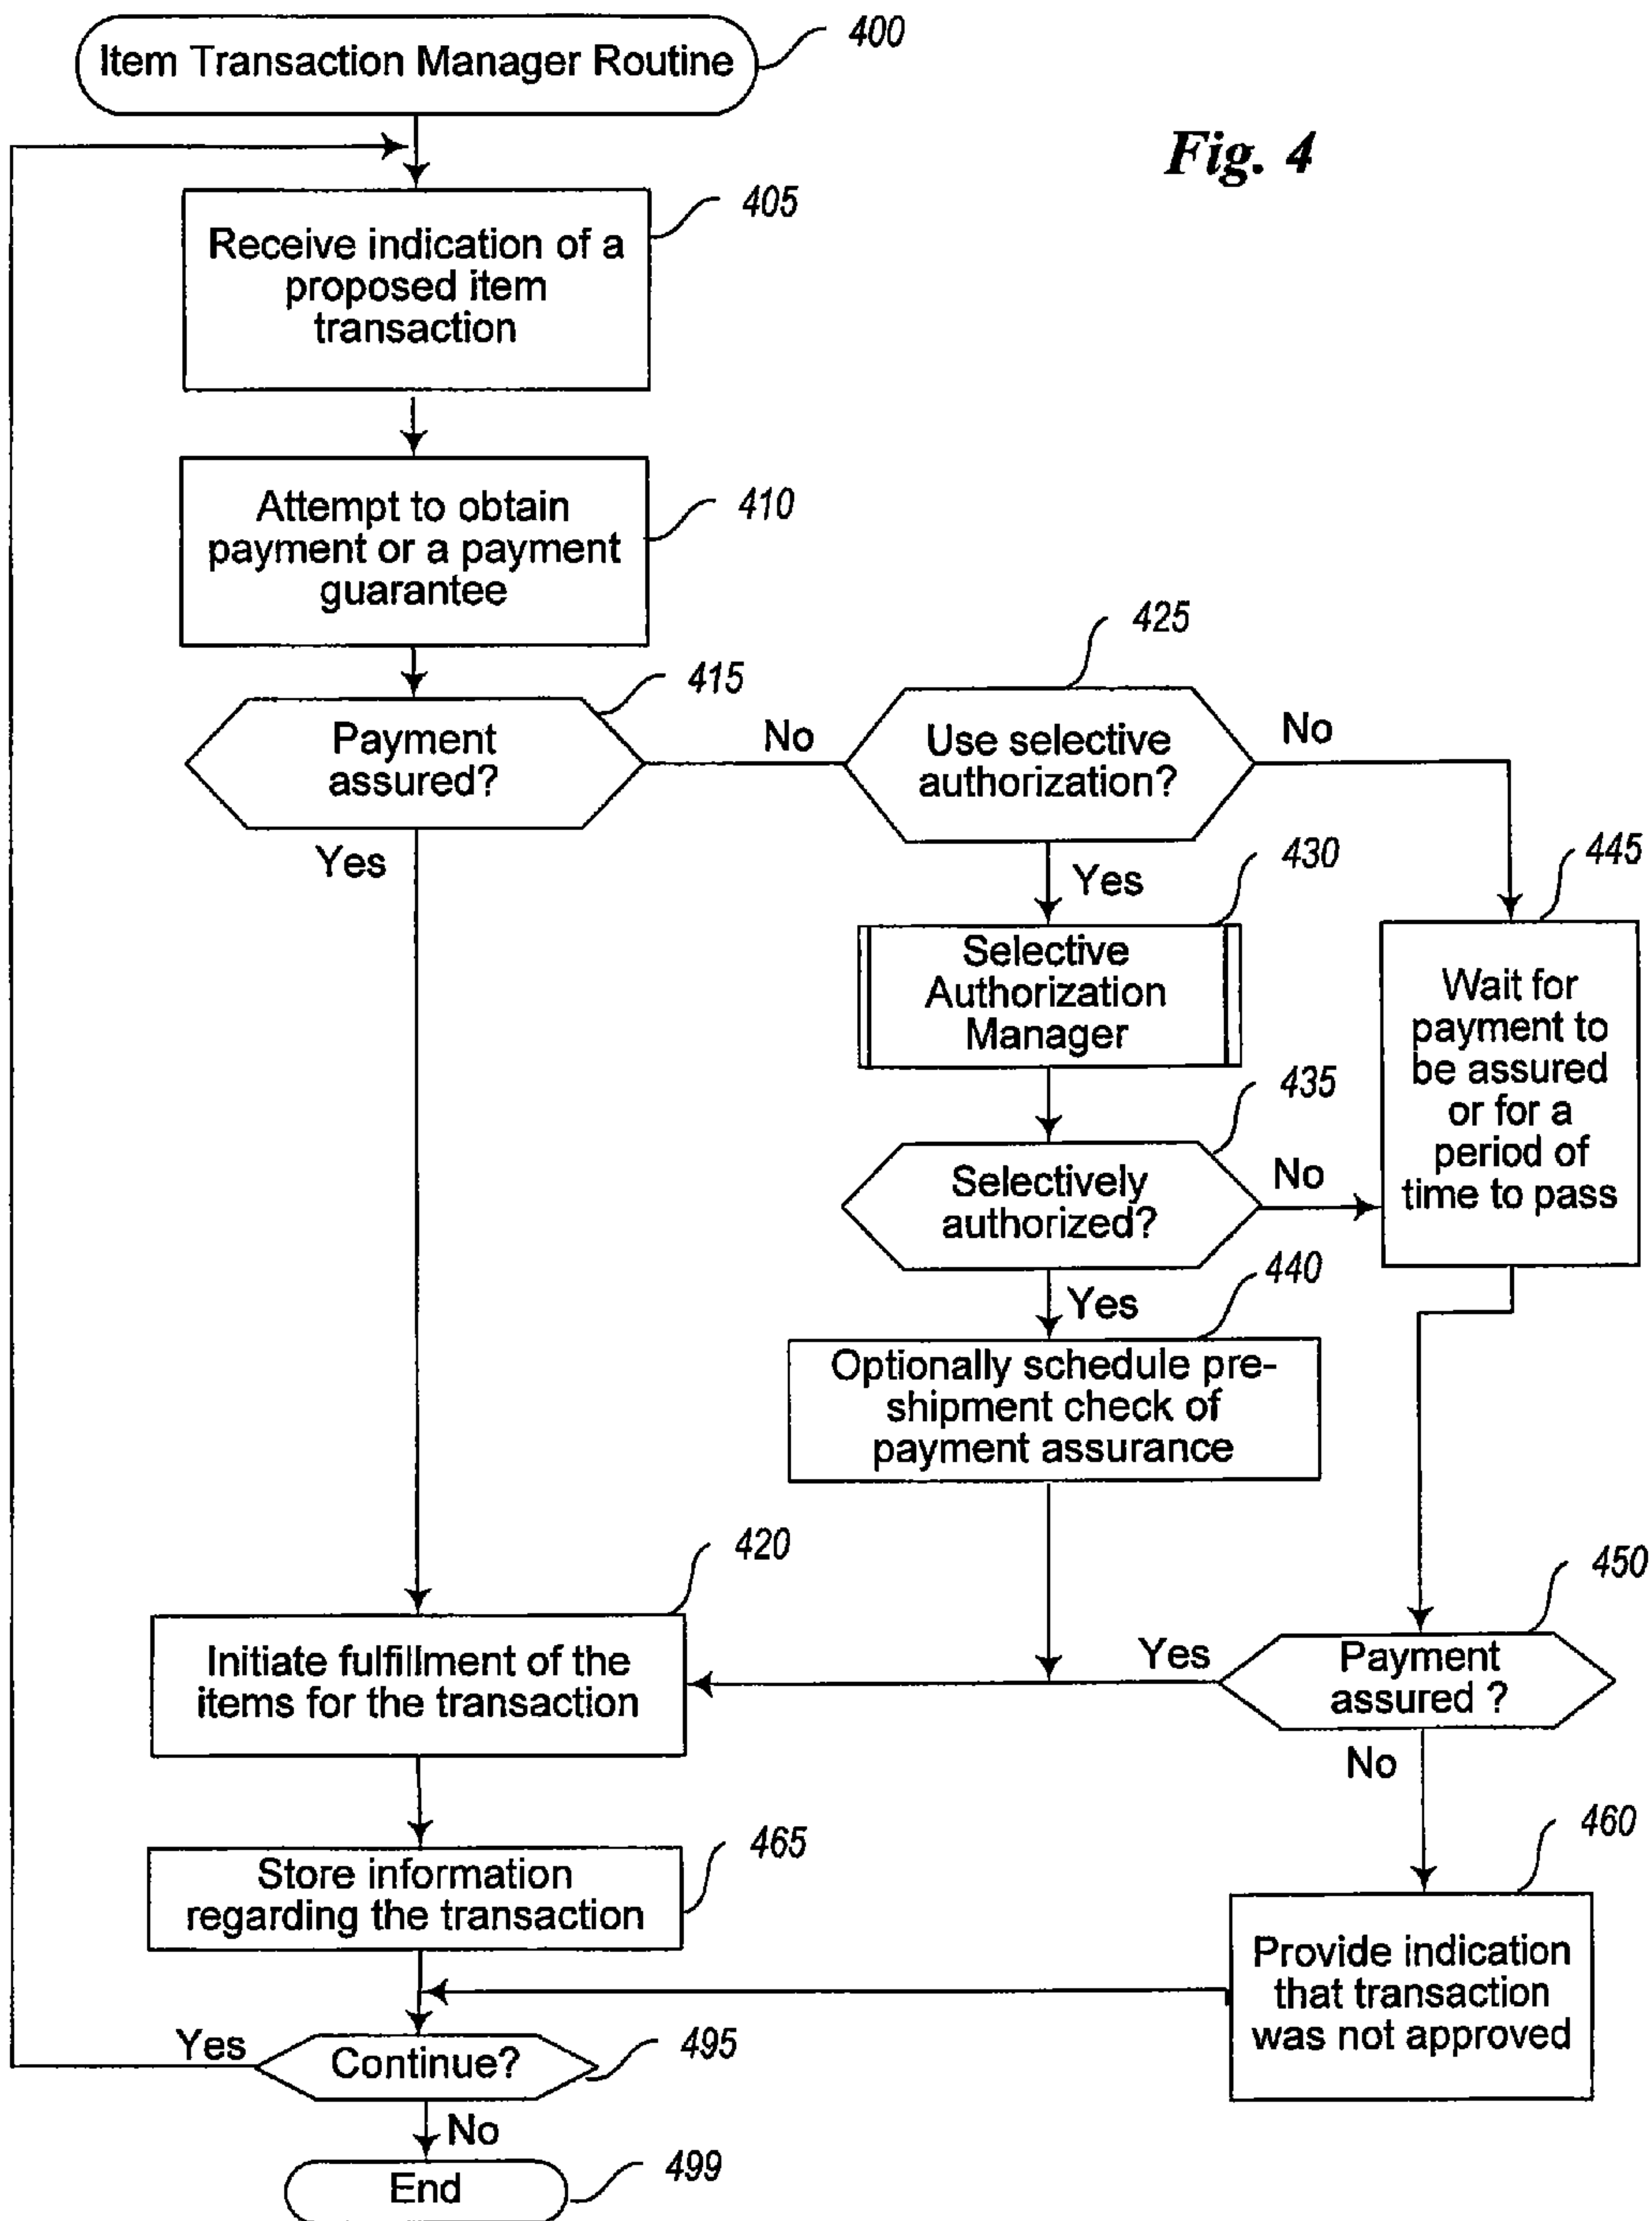 Item Transaction Manager Routine
400
Fig. 4
405
Receive indication of a
proposed item
transaction
410
Attempt to obtain
payment or a payment
guarantee
415
Payment
assured?
No
Yes
425
Use selective
authorization?
No
Yes
430
Selective
Authorization
Manager
435
Selectively
authorized?
No
Yes
440
Optionally schedule pre-
shipment check of
payment assurance
445
Wait for
payment to
be assured
or for a
period of
time to pass
450
Payment
assured ?
Yes
No
420
Initiate fulfillment of the
items for the transaction
465
Store information
regarding the transaction
460
Provide indication
that transaction
was not approved
495
Continue?
Yes
No
End
499